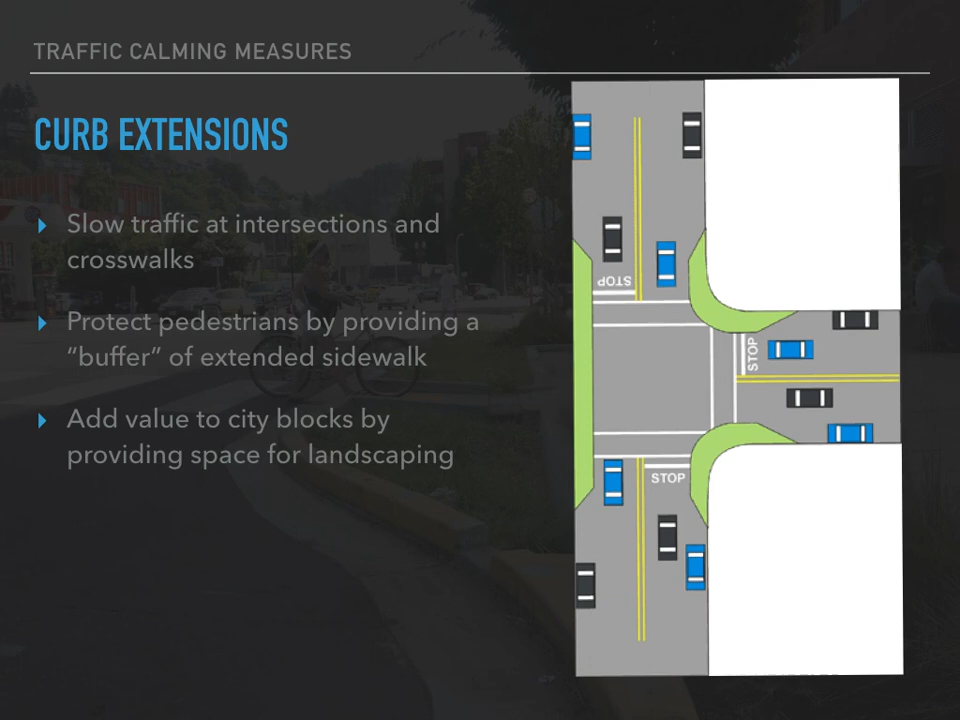 TRAFFIC CALMING MEASURES
CURB EXTENSIONS
Slow traffic at intersections and
crosswalks
Protect pedestrians by providing a
“buffer” of extended sidewalk
Add value to city blocks by
providing space for landscaping
STOP
STOP
STOP